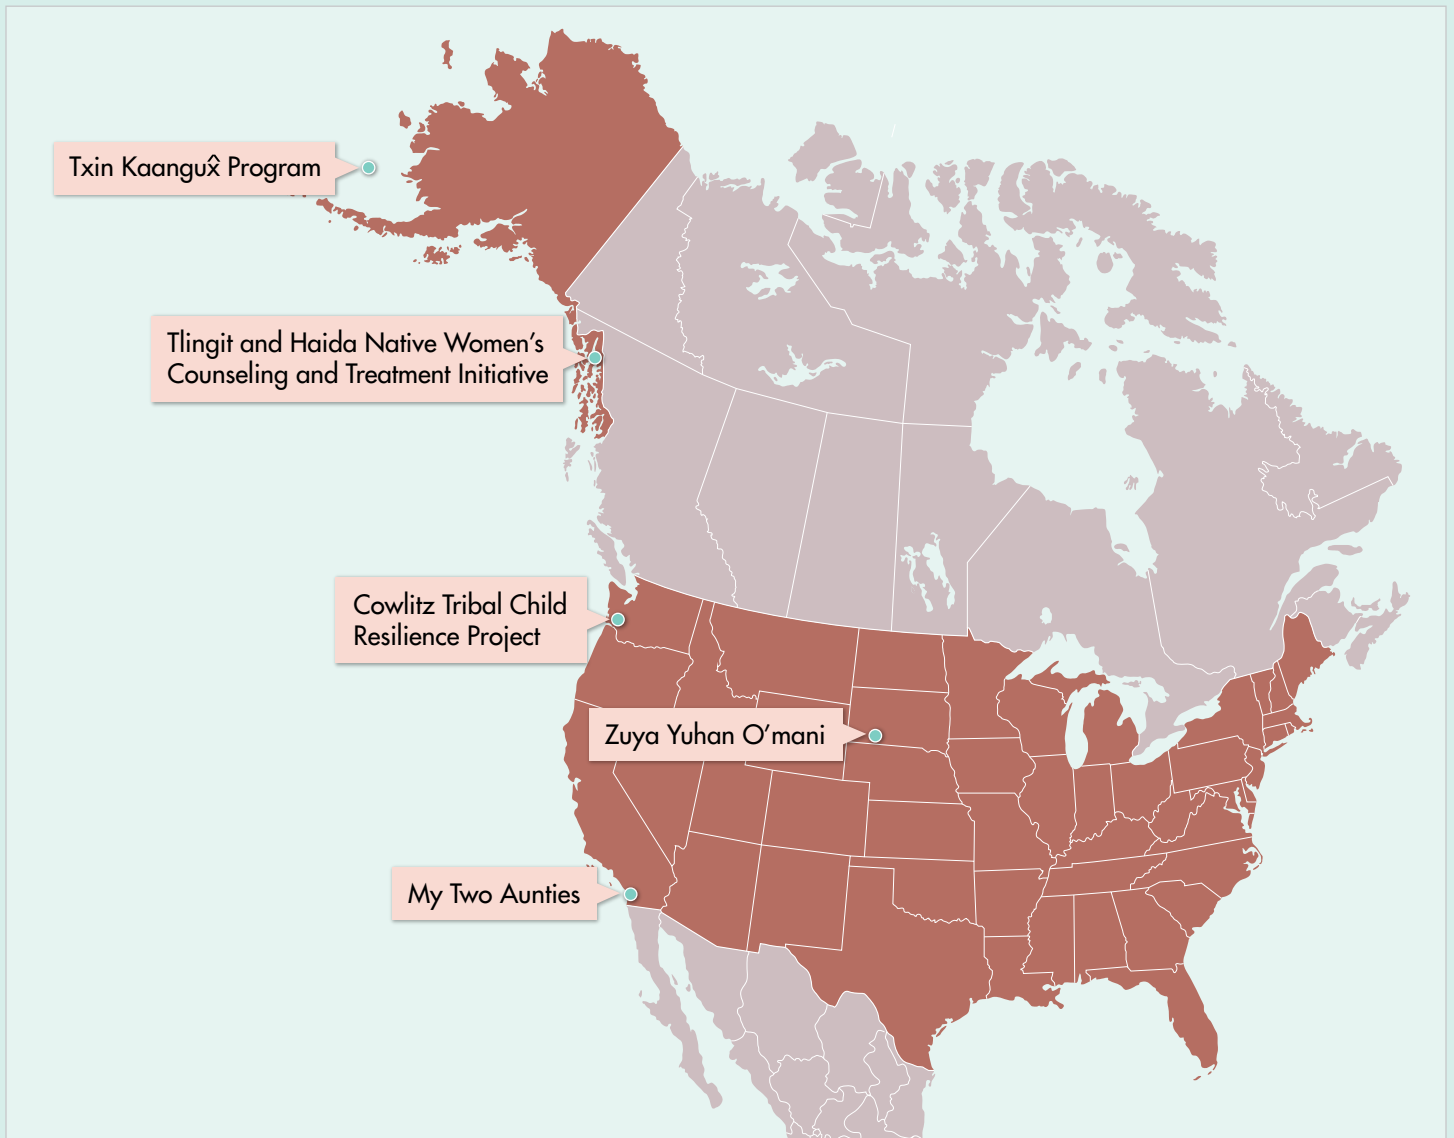 Txin Kaangux̂ Program
Tlingit and Haida Native Women’s
Counseling and Treatment Initiative
Cowlitz Tribal Child
Resilience Project
Zuya Yuhan O’mani
My Two Aunties